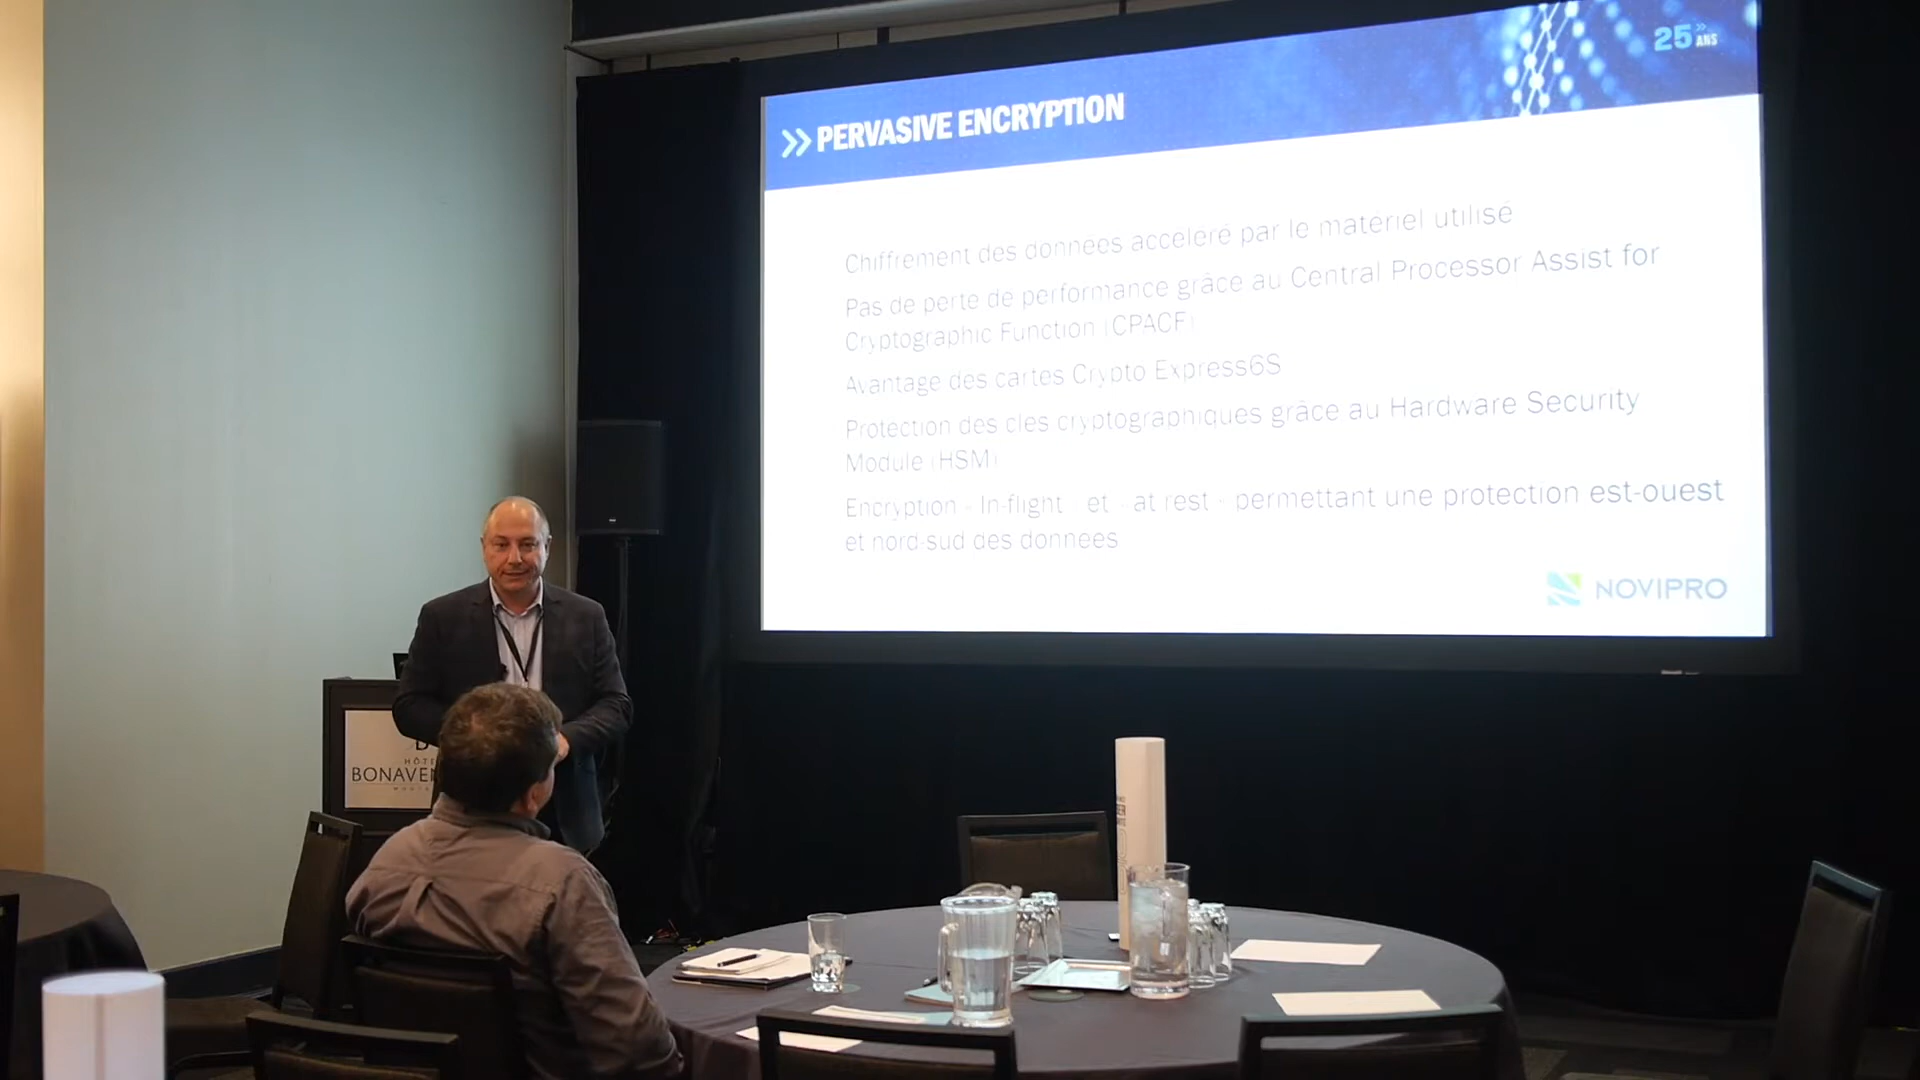 25 ANS
PERVASIVE ENCRYPTION
Chiffrement des données accéléré par le matériel utilisé
Pas de perte de performance grâce au Central Processor Assist for
Cryptographic Function (CPACF)
Avantage des cartes Crypto Express6S
Protection des clés cryptographiques grâce au Hardware Security
Module (HSM)
Encryption « In-flight » et « at rest » permettant une protection est-ouest
et nord-sud des données
NOVIPRO
HÔTE
BONAVEN